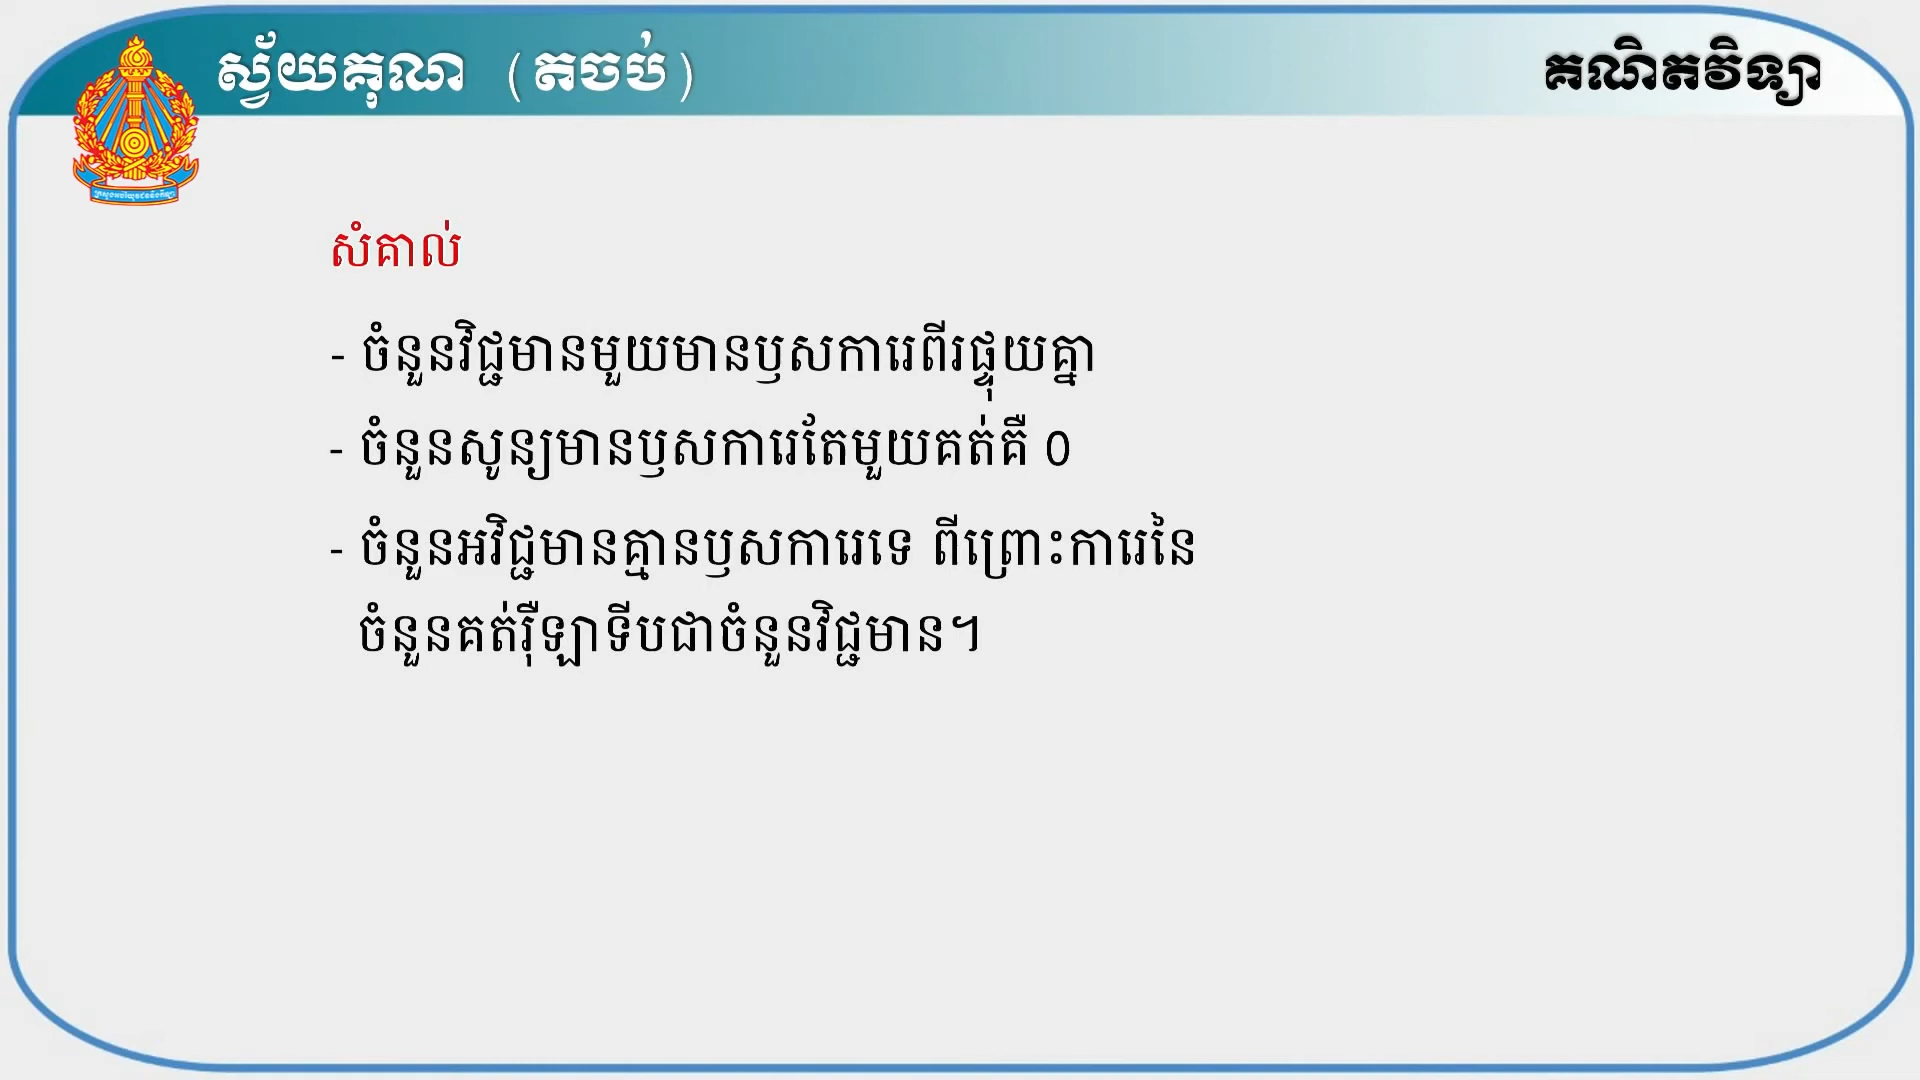 ស្វ័យគុណ (តចប់)
គណិតវិទ្យា
សំគាល់
- ចំនួនវិជ្ជមានមួយមានឫសការេពីរផ្ទុយគ្នា
- ចំនួនសូន្យមានឫសការេតែមួយគត់គឺ 0
- ចំនួនអវិជ្ជមានគ្មានឫសការេទេ ពីព្រោះការេនៃ
ចំនួនគត់រ៉ឺឡាទីបជាចំនួនវិជ្ជមាន។